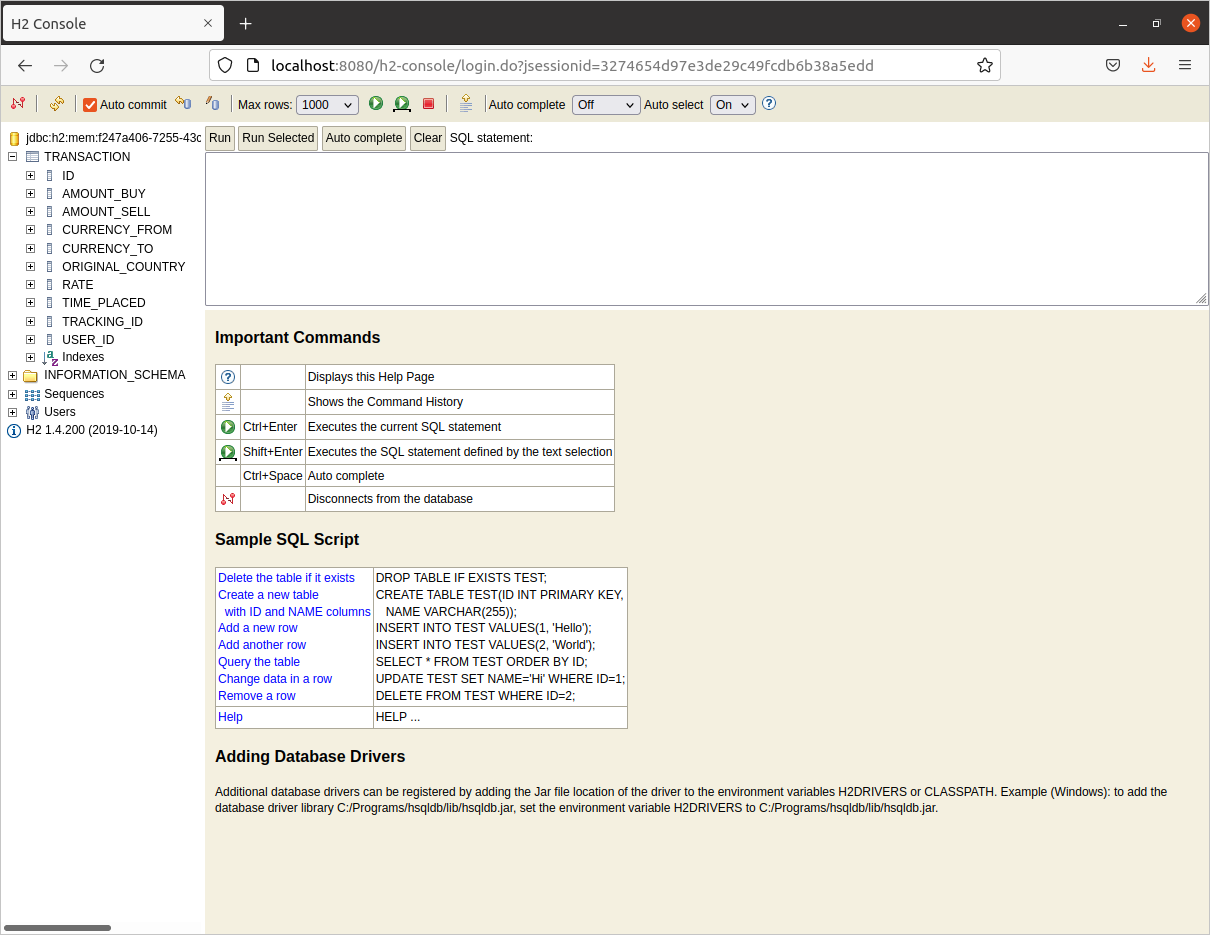 H2 Console
localhost:8080/h2-console/login.do?jsessionid=3274654d97e3de29c49fcdb6b38a5edd
Auto commit Max rows: 1000 Auto complete Off Auto select On
jdbc:h2:mem:f247a406-7255-43c
TRANSACTION
ID
AMOUNT_BUY
AMOUNT_SELL
CURRENCY_FROM
CURRENCY_TO
ORIGINAL_COUNTRY
RATE
TIME_PLACED
TRACKING_ID
USER_ID
Indexes
INFORMATION_SCHEMA
Sequences
Users
H2 1.4.200 (2019-10-14)
Run Run Selected Auto complete Clear SQL statement:
Important Commands
Displays this Help Page
Shows the Command History
Ctrl+Enter Executes the current SQL statement
Shift+Enter Executes the SQL statement defined by the text selection
Ctrl+Space Auto complete
Disconnects from the database
Sample SQL Script
Delete the table if it exists DROP TABLE IF EXISTS TEST;
Create a new table CREATE TABLE TEST(ID INT PRIMARY KEY,
with ID and NAME columns NAME VARCHAR(255));
Add a new row INSERT INTO TEST VALUES(1, 'Hello');
Add another row INSERT INTO TEST VALUES(2, 'World');
Query the table SELECT * FROM TEST ORDER BY ID;
Change data in a row UPDATE TEST SET NAME='Hi' WHERE ID=1;
Remove a row DELETE FROM TEST WHERE ID=2;
Help HELP ...
Adding Database Drivers
Additional database drivers can be registered by adding the Jar file location of the driver to the environment variables H2DRIVERS or CLASSPATH. Example (Windows): to add the
database driver library C:/Programs/hsqldb/lib/hsqldb.jar, set the environment variable H2DRIVERS to C:/Programs/hsqldb/lib/hsqldb.jar.